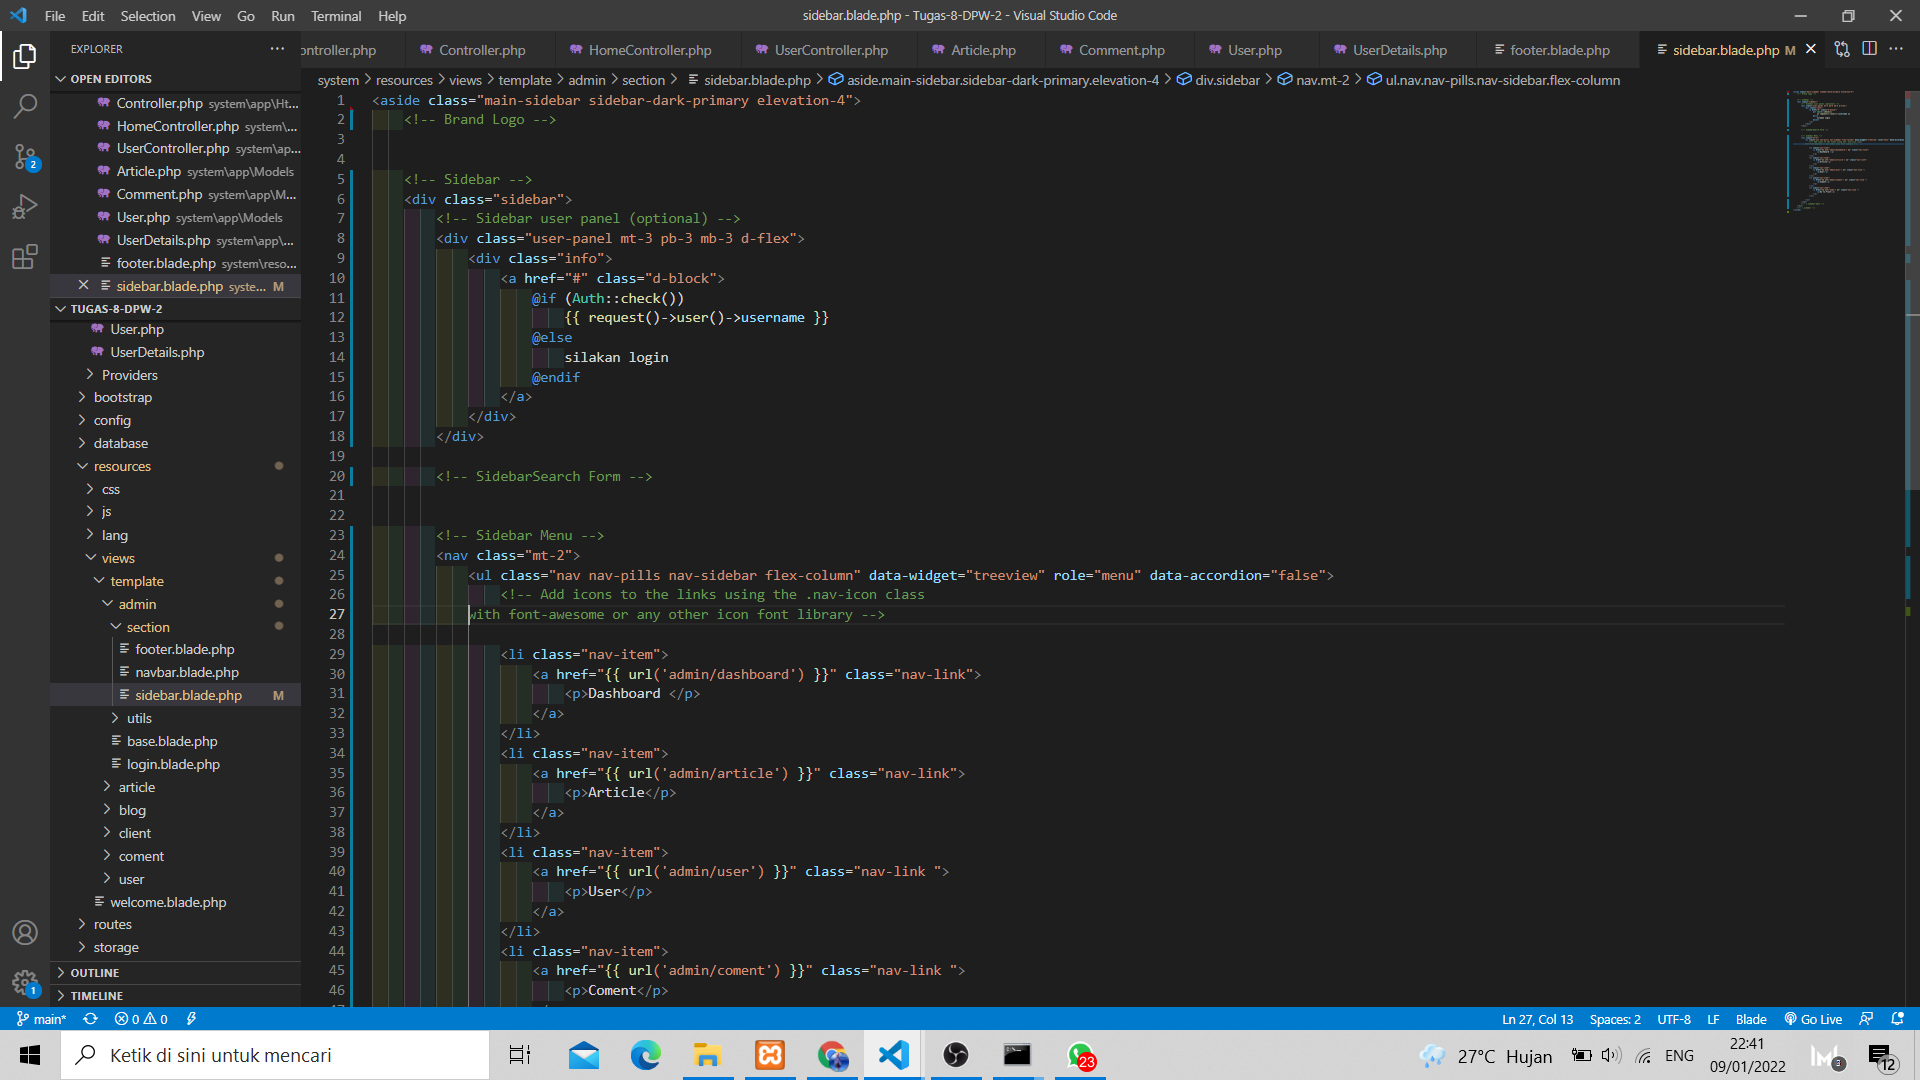 File Edit Selection View Go Run Terminal Help
sidebar.blade.php - Tugas-8-DPW-2 - Visual Studio Code
EXPLORER
ontroller.php Controller.php HomeController.php UserController.php Article.php Comment.php User.php UserDetails.php footer.blade.php sidebar.blade.php M
system > resources > views > template > admin > section > sidebar.blade.php > aside.main-sidebar.sidebar-dark-primary.elevation-4 > div.sidebar > nav.mt-2 > ul.nav.nav-pills.nav-sidebar.flex-column
OPEN EDITORS
Controller.php system\app\Ht...
HomeController.php system\...
UserController.php system\ap...
Article.php system\app\Models
Comment.php system\app\M...
User.php system\app\Models
UserDetails.php system\app\...
footer.blade.php system\reso...
sidebar.blade.php syste... M
TUGAS-8-DPW-2
User.php
UserDetails.php
Providers
bootstrap
config
database
resources
css
js
lang
views
template
admin
section
footer.blade.php
navbar.blade.php
sidebar.blade.php M
utils
base.blade.php
login.blade.php
article
blog
client
coment
user
welcome.blade.php
routes
storage
OUTLINE
TIMELINE
2
1
1 <aside class="main-sidebar sidebar-dark-primary elevation-4">
2 <!-- Brand Logo -->
3
4
5 <!-- Sidebar -->
6 <div class="sidebar">
7 <!-- Sidebar user panel (optional) -->
8 <div class="user-panel mt-3 pb-3 mb-3 d-flex">
9 <div class="info">
10 <a href="#" class="d-block">
11 @if (Auth::check())
12 {{ request()->user()->username }}
13 @else
14 silakan login
15 @endif
16 </a>
17 </div>
18 </div>
19
20 <!-- SidebarSearch Form -->
21
22
23 <!-- Sidebar Menu -->
24 <nav class="mt-2">
25 <ul class="nav nav-pills nav-sidebar flex-column" data-widget="treeview" role="menu" data-accordion="false">
26 <!-- Add icons to the links using the .nav-icon class
27 with font-awesome or any other icon font library -->
28
29 <li class="nav-item">
30 <a href="{{ url('admin/dashboard') }}" class="nav-link">
31 <p>Dashboard </p>
32 </a>
33 </li>
34 <li class="nav-item">
35 <a href="{{ url('admin/article') }}" class="nav-link">
36 <p>Article</p>
37 </a>
38 </li>
39 <li class="nav-item">
40 <a href="{{ url('admin/user') }}" class="nav-link ">
41 <p>User</p>
42 </a>
43 </li>
44 <li class="nav-item">
45 <a href="{{ url('admin/coment') }}" class="nav-link ">
46 <p>Coment</p>
main* 0 0 Ln 27, Col 13 Spaces: 2 UTF-8 LF Blade Go Live
Ketik di sini untuk mencari
23
27°C Hujan
ENG
22:41
09/01/2022
3
12